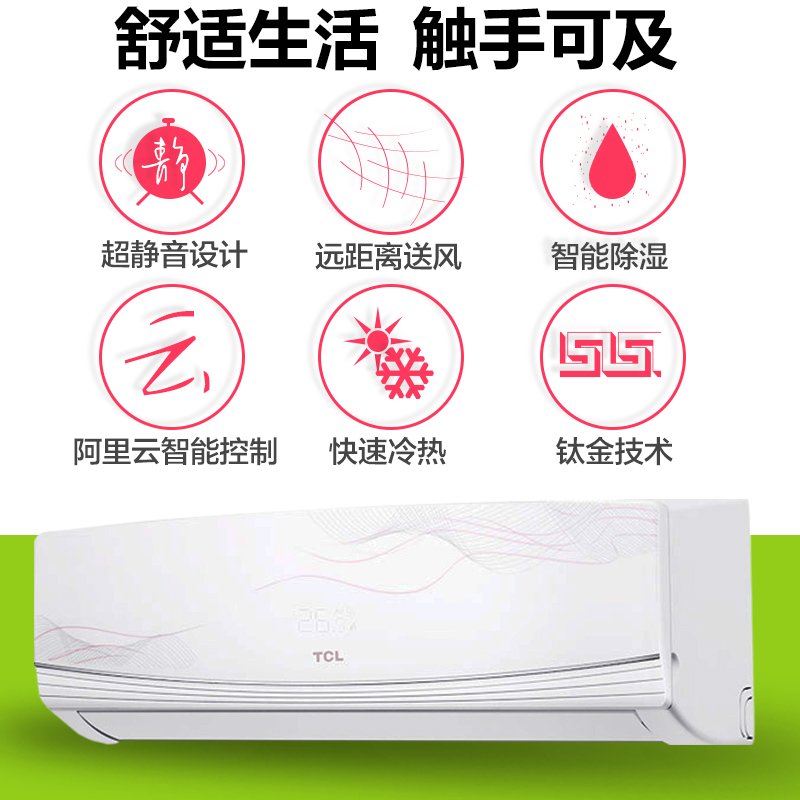 舒适生活 触手可及
静
超静音设计
远距离送风
智能除湿
云
阿里云智能控制
快速冷热
钛金技术
26
TCL